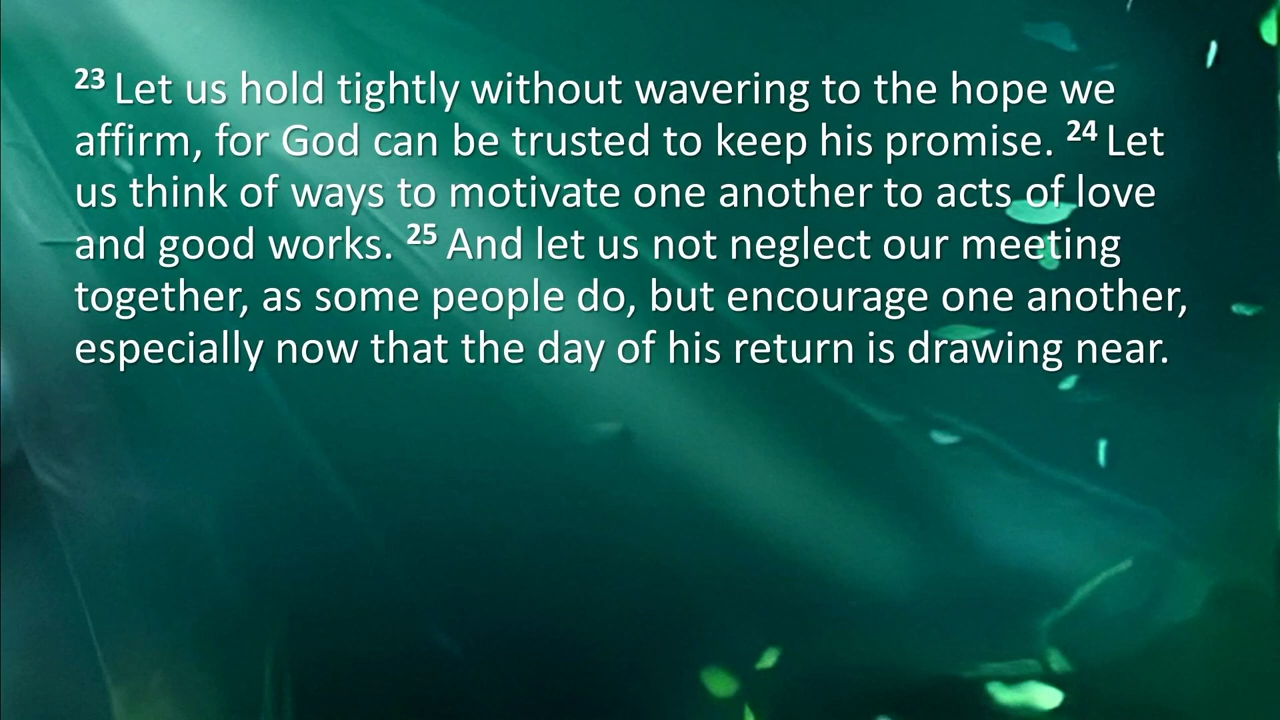 23 Let us hold tightly without wavering to the hope we
affirm, for God can be trusted to keep his promise. 24 Let
us think of ways to motivate one another to acts of love
and good works. 25 And let us not neglect our meeting
together, as some people do, but encourage one another,
especially now that the day of his return is drawing near.